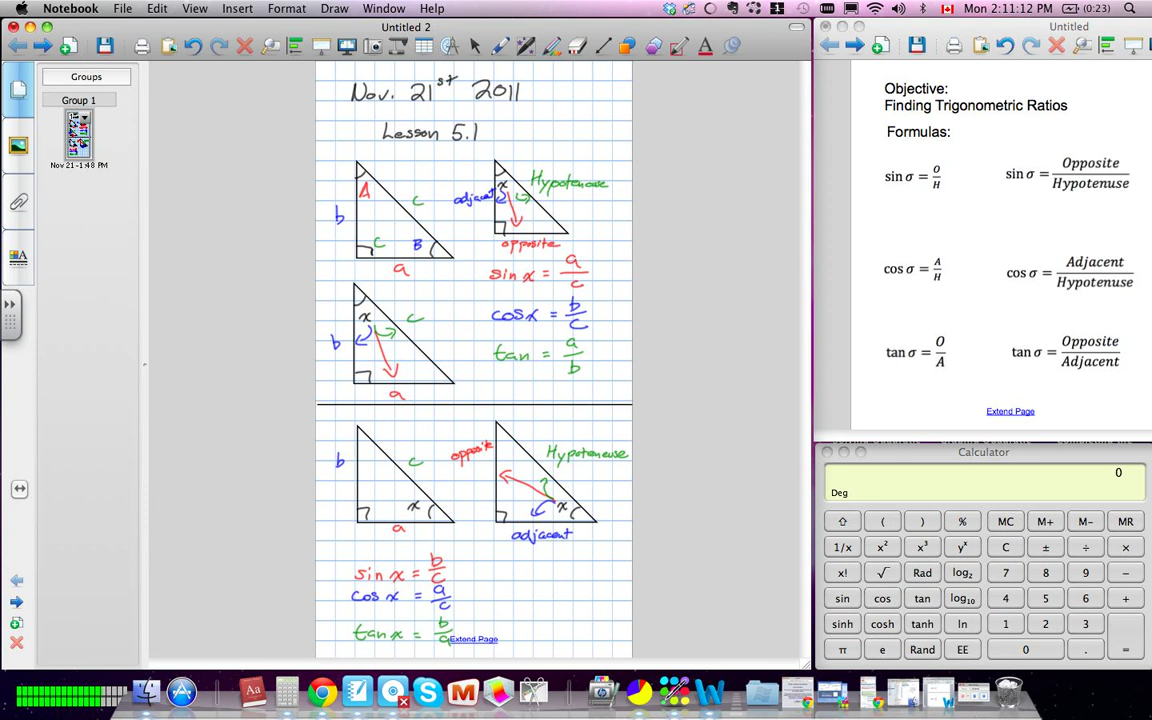 Notebook File Edit View Insert Format Draw Window Help
Mon 2:11:12 PM (0:23)
Untitled 2
Groups
Group 1
Nov 21-1:48 PM
Nov. 21st 2011
Lesson 5.1
A
b
c
C
B
a
x
adjacent
Hypotenuse
opposite
sin x = a/c
cos x = b/c
tan = a/b
x
b
c
a
b
c
x
a
opposite
Hypoteneuse
x
adjacent
sin x = b/c
cos x = a/c
tan x = b/a
Extend Page
Untitled
Objective:
Finding Trigonometric Ratios
Formulas:
sin σ = O/H
sin σ = Opposite/Hypotenuse
cos σ = A/H
cos σ = Adjacent/Hypotenuse
tan σ = O/A
tan σ = Opposite/Adjacent
Extend Page
Calculator
0
Deg
⇧ ( ) % MC M+ M− MR
1/x x² x³ yˣ C ± ÷ ×
x! √ Rad log₂ 7 8 9 −
sin cos tan log₁₀ 4 5 6 +
sinh cosh tanh ln 1 2 3
π e Rand EE 0 . =